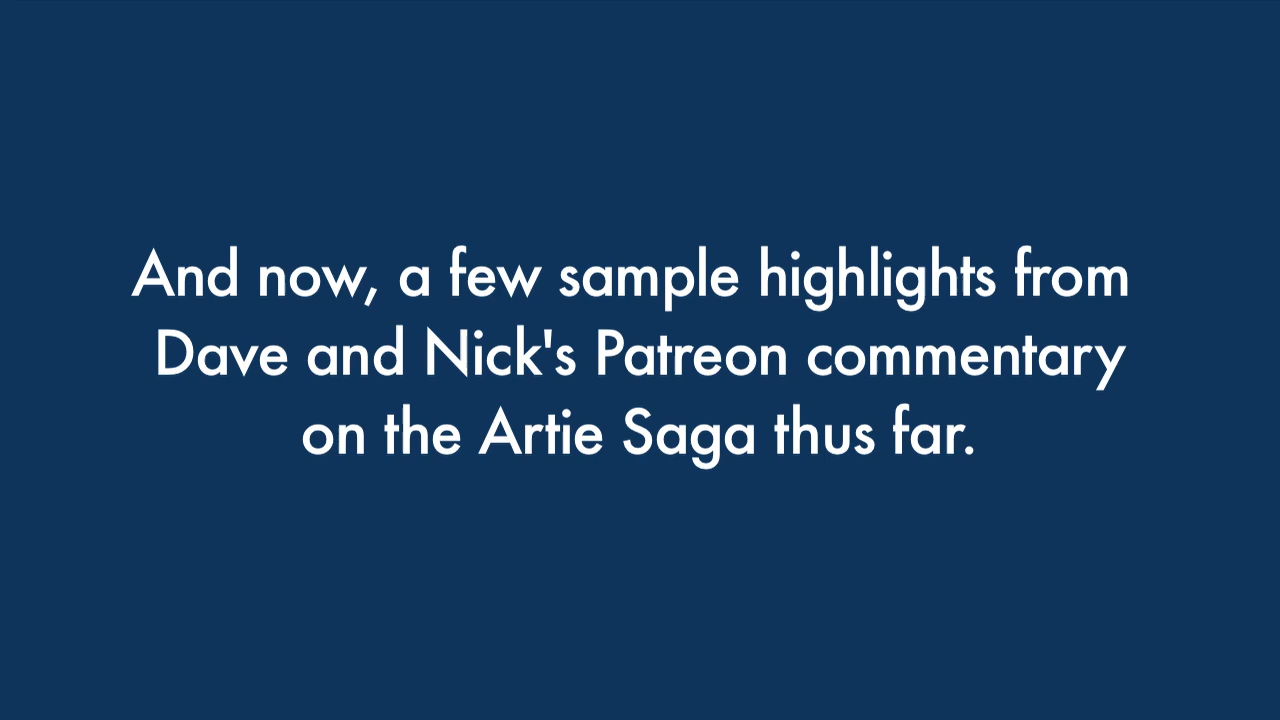 And now, a few sample highlights from
Dave and Nick's Patreon commentary
on the Artie Saga thus far.